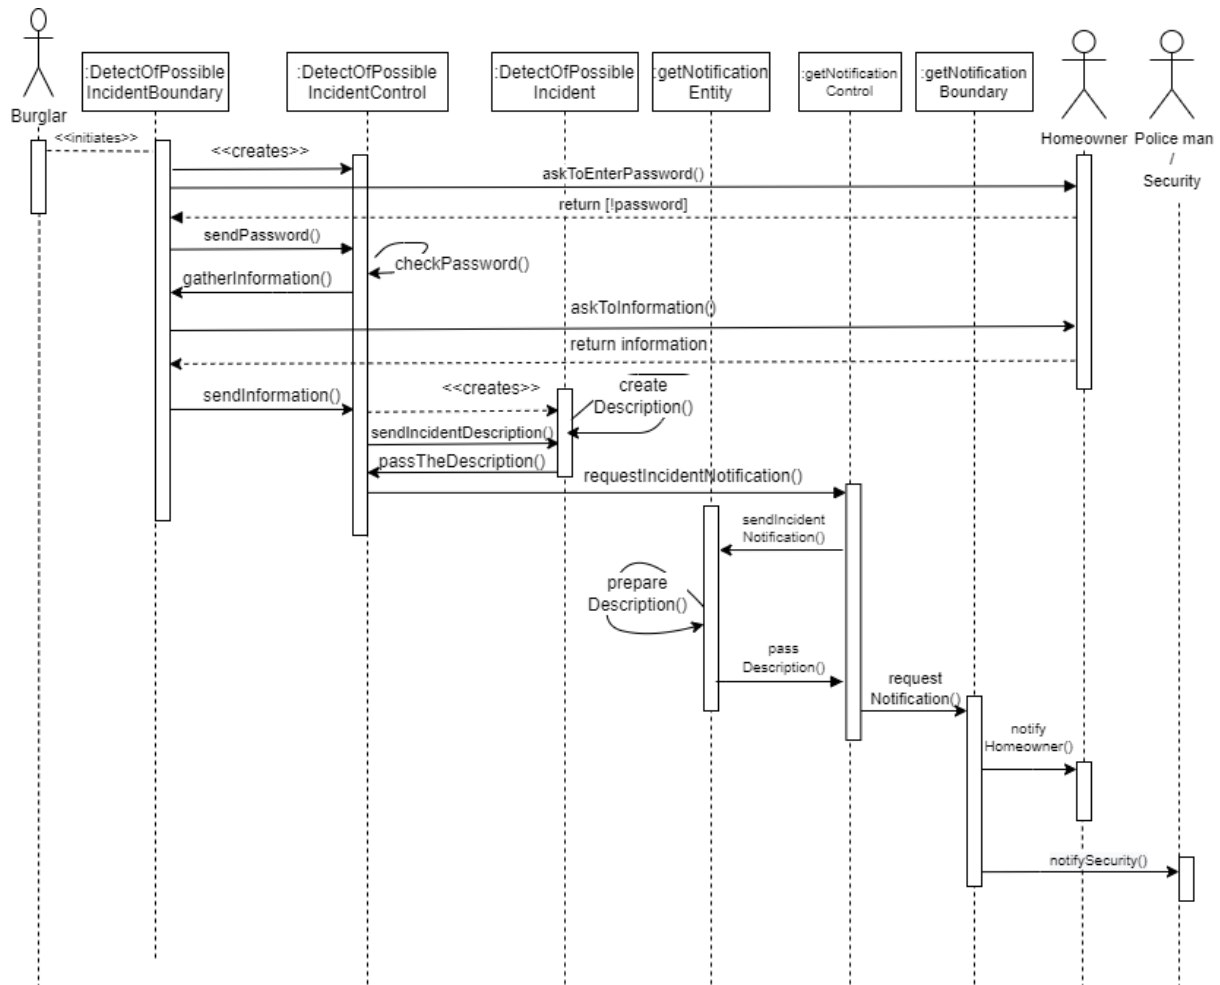 :DetectOfPossible
IncidentBoundary
:DetectOfPossible
IncidentControl
:DetectOfPossible
Incident
:getNotification
Entity
:getNotification
Control
:getNotification
Boundary
Burglar
Homeowner
Police man
/
Security
<<initiates>>
<<creates>>
askToEnterPassword()
return [!password]
sendPassword()
checkPassword()
gatherInformation()
askToInformation()
return information
sendInformation()
<<creates>>
create
Description()
sendIncidentDescription()
passTheDescription()
requestIncidentNotification()
sendIncident
Notification()
prepare
Description()
pass
Description()
request
Notification()
notify
Homeowner()
notifySecurity()